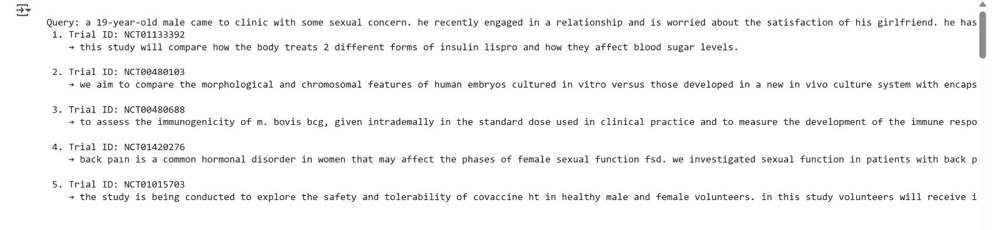 Query: a 19-year-old male came to clinic with some sexual concern. he recently engaged in a relationship and is worried about the satisfaction of his girlfriend. he has
1. Trial ID: NCT01133392
→ this study will compare how the body treats 2 different forms of insulin lispro and how they affect blood sugar levels.
2. Trial ID: NCT00480103
→ we aim to compare the morphological and chromosomal features of human embryos cultured in vitro versus those developed in a new in vivo culture system with encaps
3. Trial ID: NCT00480688
→ to assess the immunogenicity of m. bovis bcg, given intrademally in the standard dose used in clinical practice and to measure the development of the immune respo
4. Trial ID: NCT01420276
→ back paın is a common hormonal disorder in women that may affect the phases of female sexual function fsd. we investigated sexual function in patients with back p
5. Trial ID: NCT01015703
→ the study is being conducted to explore the safety and tolerability of covaccine ht in healthy male and female volunteers. in this study volunteers will receive i